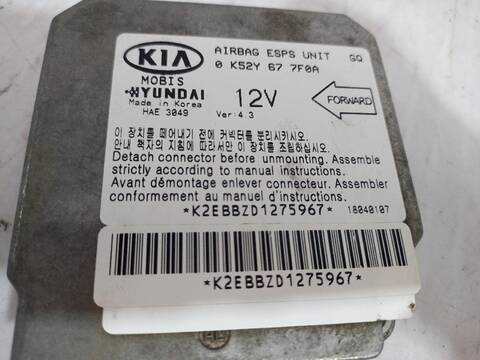 KIA
AIRBAG ESPS UNIT GQ
0 K52Y 67 7F0A
MOBIS
HYUNDAI
Made in Korea
HAE 3049
12V
Ver: 4.3
FORWARD
이 장치를 떼어내기 전에 커넥터를 분리시키시오.
안내 책자의 지침에 따라서만 이 장치를 조립하십시오
Detach connector before unmounting. Assemble
strictly according to manual instructions.
Avant démontage enlever connecteur. Assembler
conformement au manuel d'instructions.
*K2EBBZD1275967* 18040107
*K2EBBZD1275967*